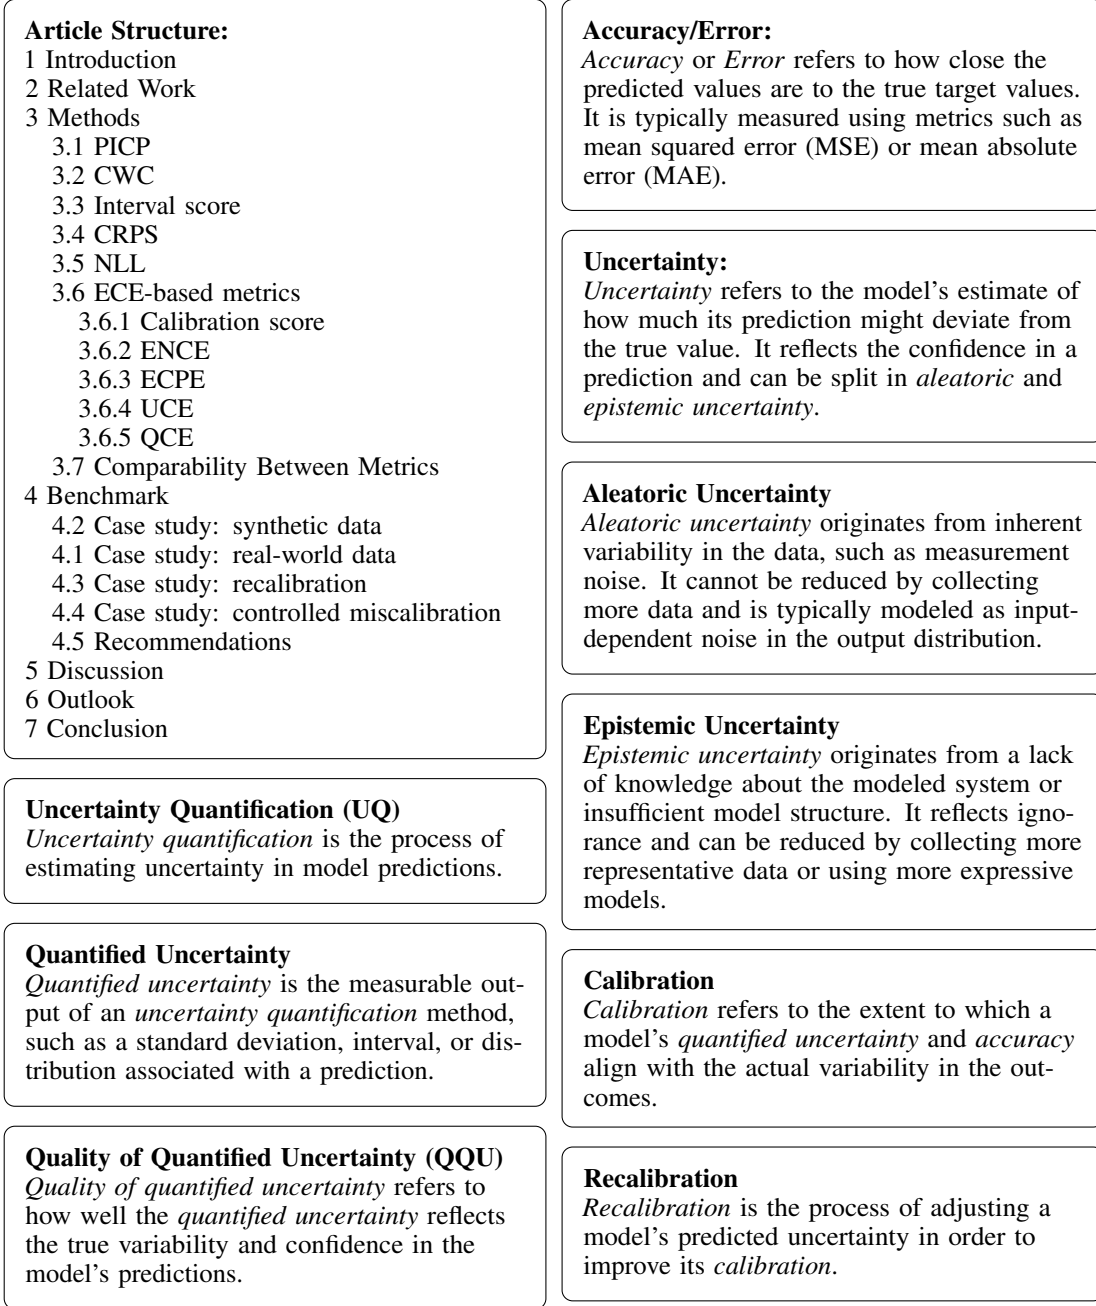 Article Structure:
1 Introduction
2 Related Work
3 Methods
3.1 PICP
3.2 CWC
3.3 Interval score
3.4 CRPS
3.5 NLL
3.6 ECE-based metrics
3.6.1 Calibration score
3.6.2 ENCE
3.6.3 ECPE
3.6.4 UCE
3.6.5 QCE
3.7 Comparability Between Metrics
4 Benchmark
4.2 Case study: synthetic data
4.1 Case study: real-world data
4.3 Case study: recalibration
4.4 Case study: controlled miscalibration
4.5 Recommendations
5 Discussion
6 Outlook
7 Conclusion
Uncertainty Quantification (UQ)
Uncertainty quantification is the process of
estimating uncertainty in model predictions.
Quantified Uncertainty
Quantified uncertainty is the measurable out-
put of an uncertainty quantification method,
such as a standard deviation, interval, or dis-
tribution associated with a prediction.
Quality of Quantified Uncertainty (QQU)
Quality of quantified uncertainty refers to
how well the quantified uncertainty reflects
the true variability and confidence in the
model's predictions.
Accuracy/Error:
Accuracy or Error refers to how close the
predicted values are to the true target values.
It is typically measured using metrics such as
mean squared error (MSE) or mean absolute
error (MAE).
Uncertainty:
Uncertainty refers to the model's estimate of
how much its prediction might deviate from
the true value. It reflects the confidence in a
prediction and can be split in aleatoric and
epistemic uncertainty.
Aleatoric Uncertainty
Aleatoric uncertainty originates from inherent
variability in the data, such as measurement
noise. It cannot be reduced by collecting
more data and is typically modeled as input-
dependent noise in the output distribution.
Epistemic Uncertainty
Epistemic uncertainty originates from a lack
of knowledge about the modeled system or
insufficient model structure. It reflects igno-
rance and can be reduced by collecting more
representative data or using more expressive
models.
Calibration
Calibration refers to the extent to which a
model's quantified uncertainty and accuracy
align with the actual variability in the out-
comes.
Recalibration
Recalibration is the process of adjusting a
model's predicted uncertainty in order to
improve its calibration.